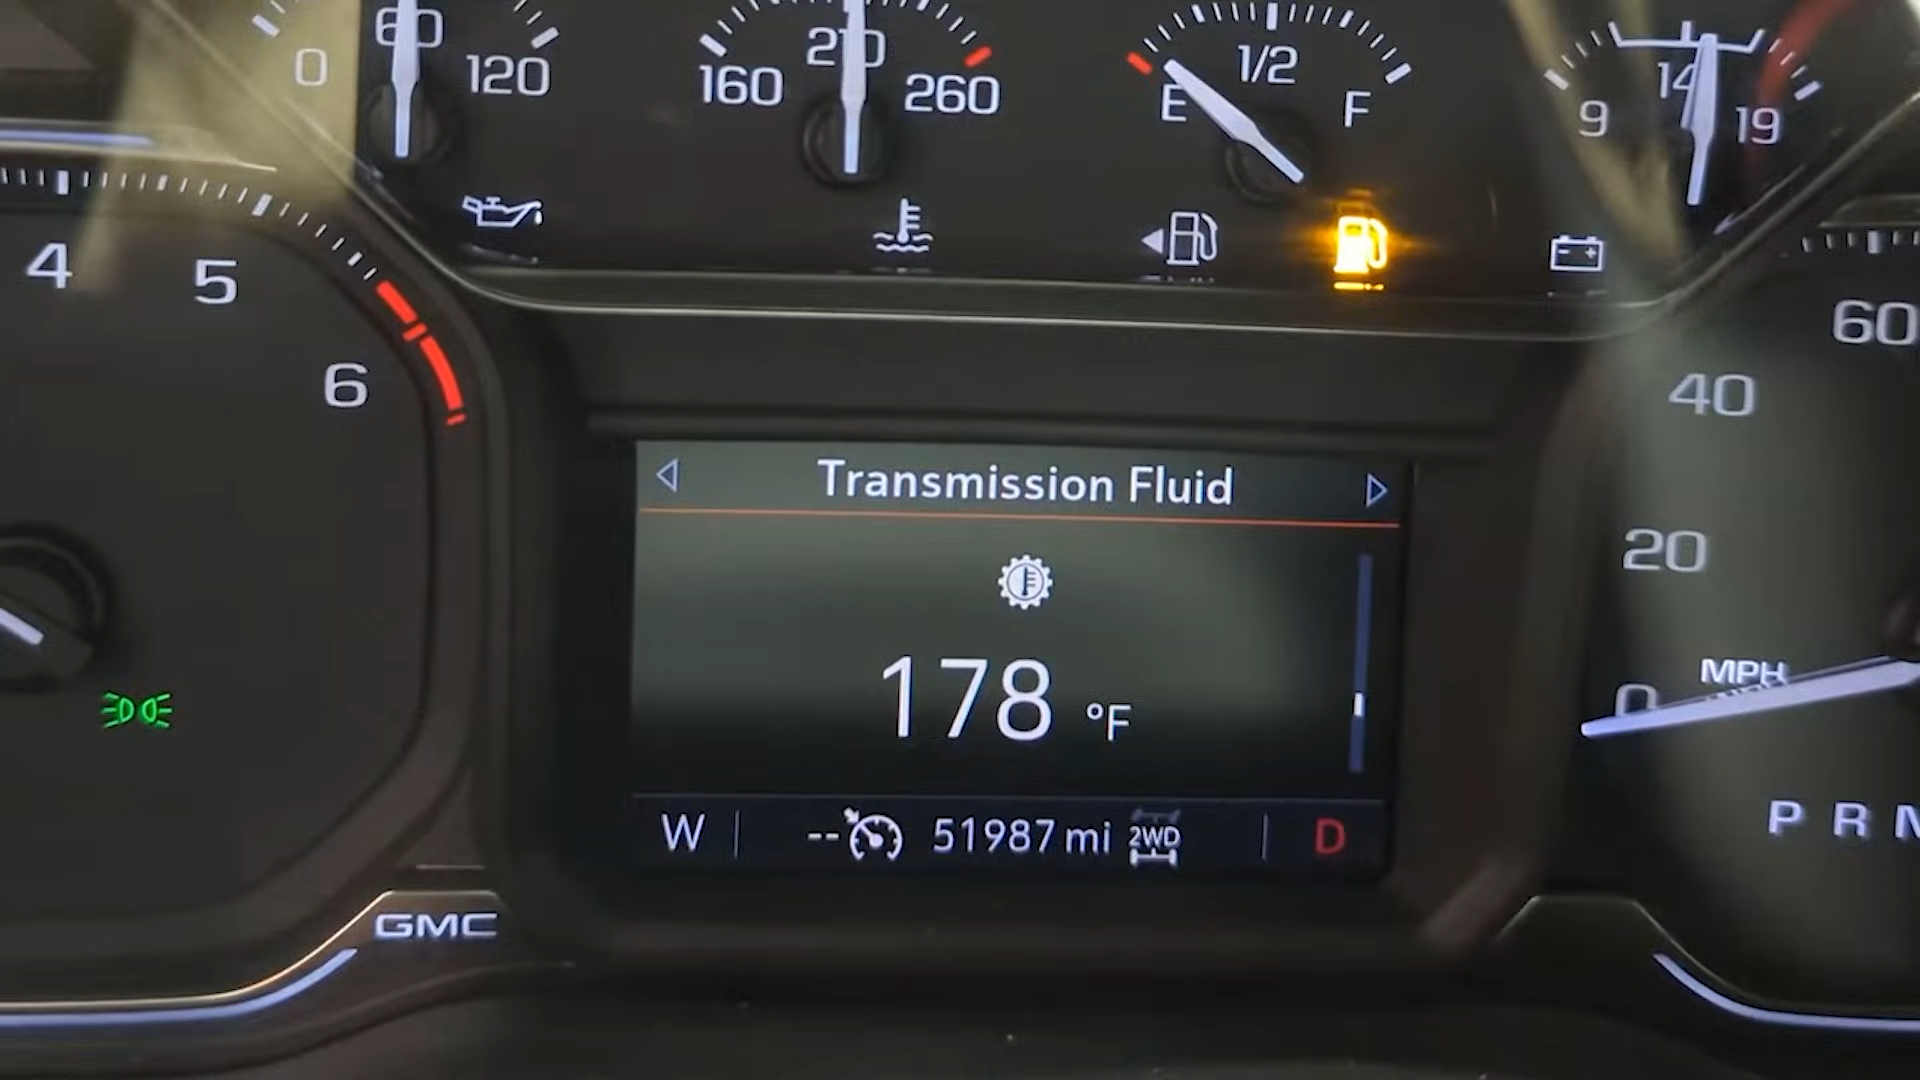 0 60 120
160 210 260
E 1/2 F
9 14 19
4 5 6
Transmission Fluid
178 °F
W -- 51987 mi 2WD D
60
40
20
0
MPH
P R N
GMC